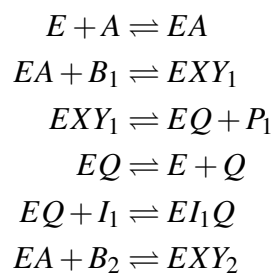 E + A ⇌ EA
EA + B₁ ⇌ EXY₁
EXY₁ ⇌ EQ + P₁
EQ ⇌ E + Q
EQ + I₁ ⇌ EI₁Q
EA + B₂ ⇌ EXY₂